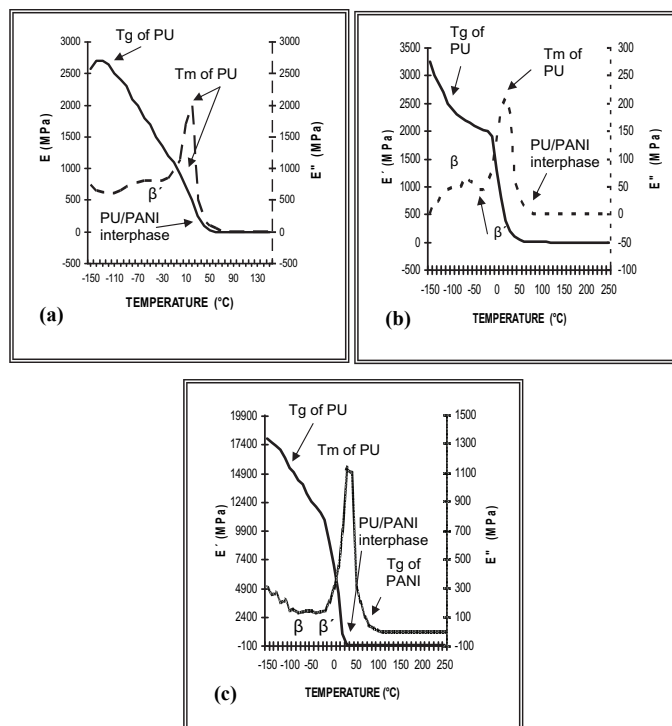 Tg of PU
3000
2500
2000
1500
1000
500
0
-500
E (MPa)
Tm of PU
β´
PU/PANI
interphase
3000
2500
2000
1500
1000
500
0
-500
E" (MPa)
-150 -110 -70 -30 10 50 90 130
TEMPERATURE (°C)
(a)
Tg of
PU
3500
3000
2500
2000
1500
1000
500
0
-500
E´ (MPa)
Tm of
PU
PU/PANI
interphase
β
β´
300
250
200
150
100
50
0
-50
-100
E" (MPa)
-150 -100 -50 0 50 100 150 200 250
TEMPERATURE (°C)
(b)
19900
17400
14900
12400
9900
7400
4900
2400
-100
E´ (MPa)
Tg of PU
Tm of PU
PU/PANI
interphase
Tg of
PANI
β β´
1500
1300
1100
900
700
500
300
100
-100
E" (MPa)
-150 -100 -50 0 50 100 150 200 250
TEMPERATURE (°C)
(c)